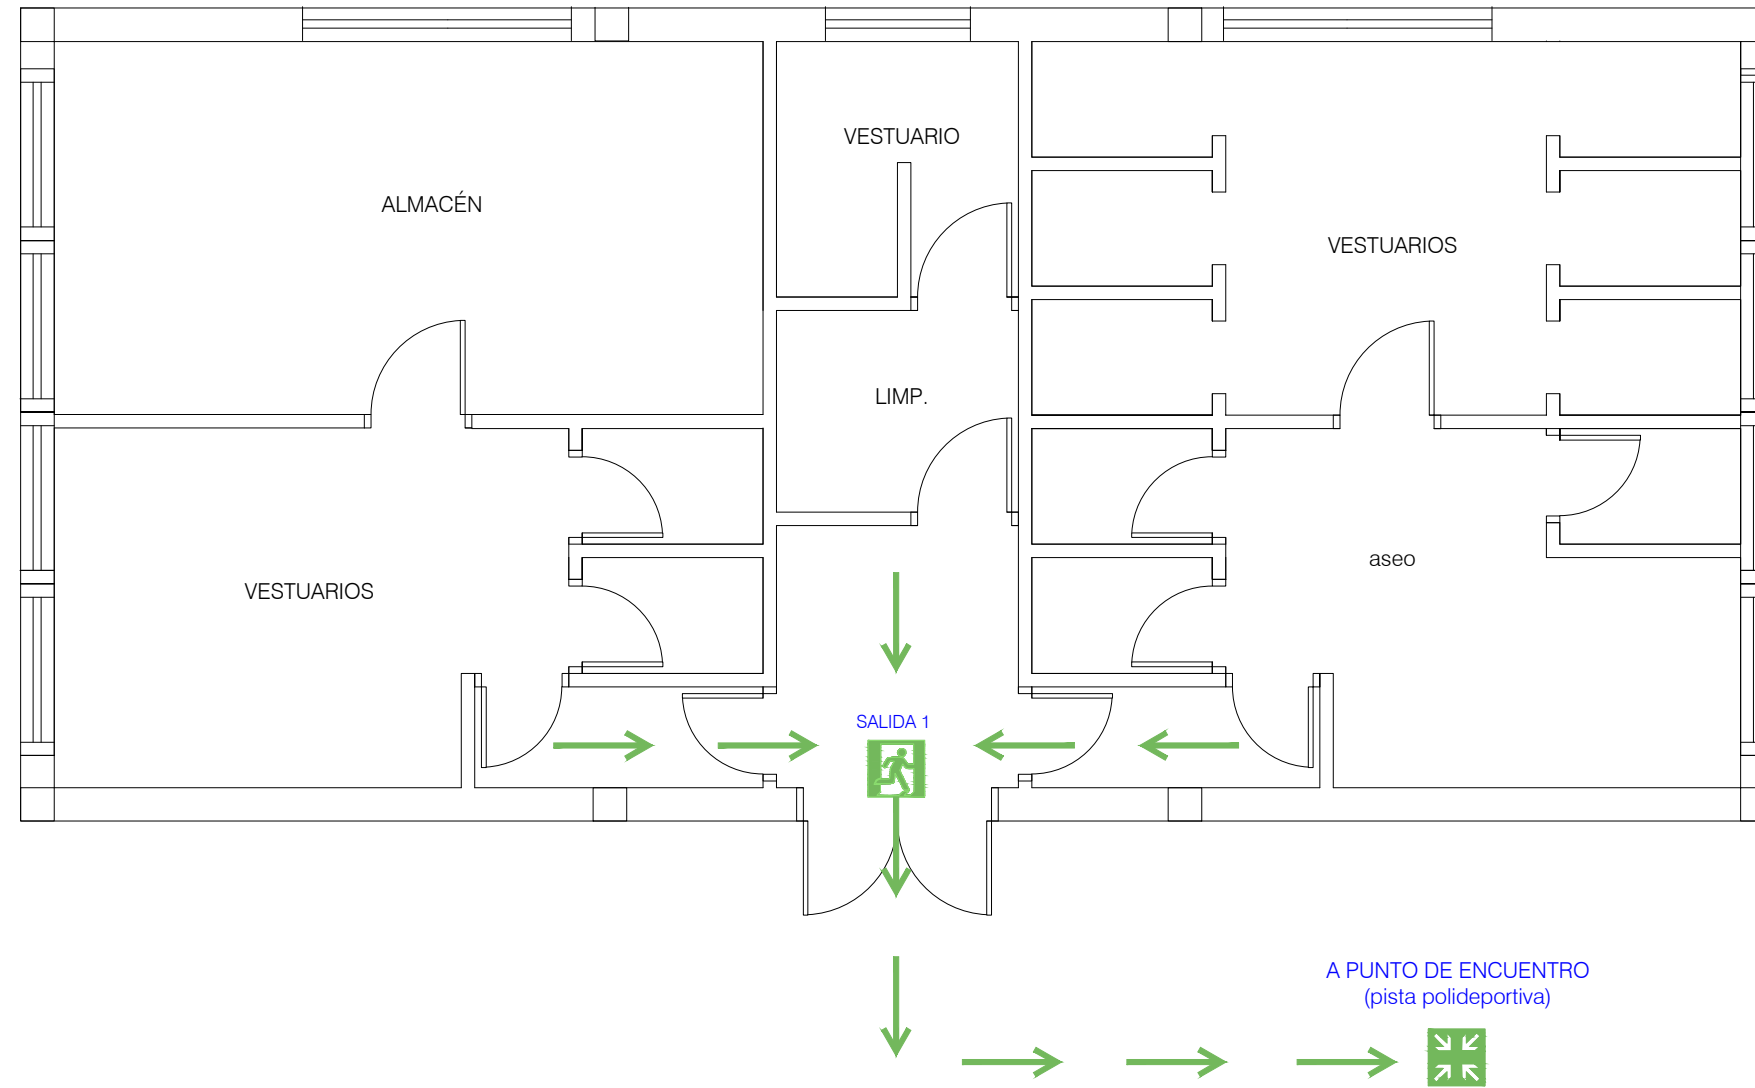 VESTUARIO
ALMACÉN
VESTUARIOS
LIMP.
aseo
VESTUARIOS
SALIDA 1
A PUNTO DE ENCUENTRO
(pista polideportiva)